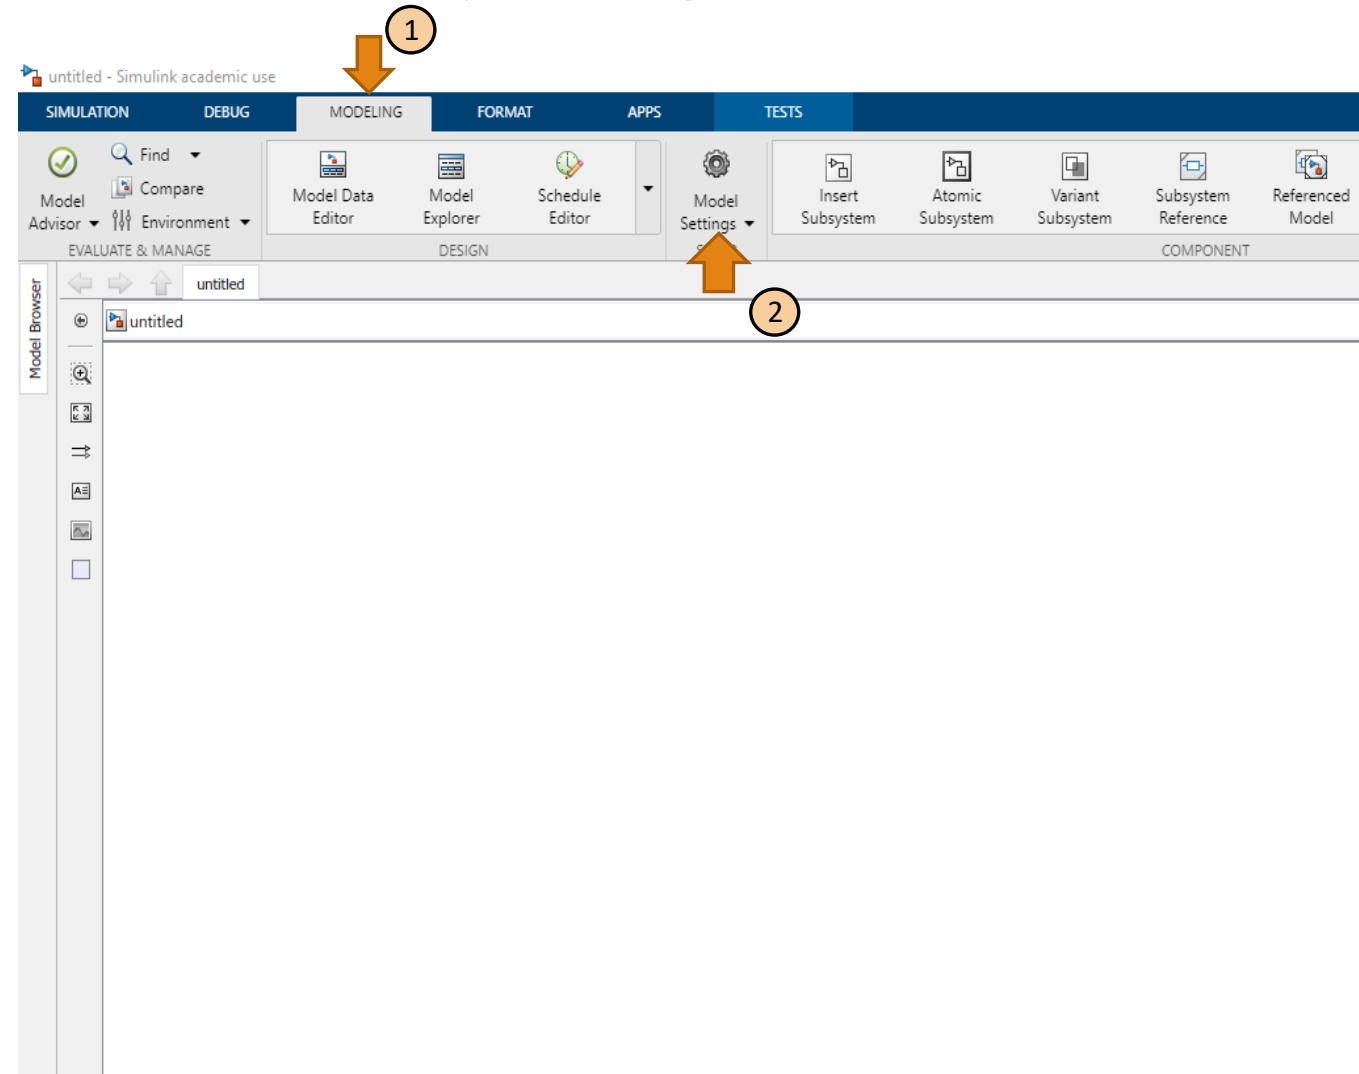 1
untitled - Simulink academic use
SIMULATION DEBUG MODELING FORMAT APPS TESTS
Model Advisor
Find
Compare
Environment
EVALUATE & MANAGE
Model Data Editor
Model Explorer
Schedule Editor
DESIGN
Model Settings
Insert Subsystem
Atomic Subsystem
Variant Subsystem
Subsystem Reference
Referenced Model
COMPONENT
2
Model Browser
untitled
untitled